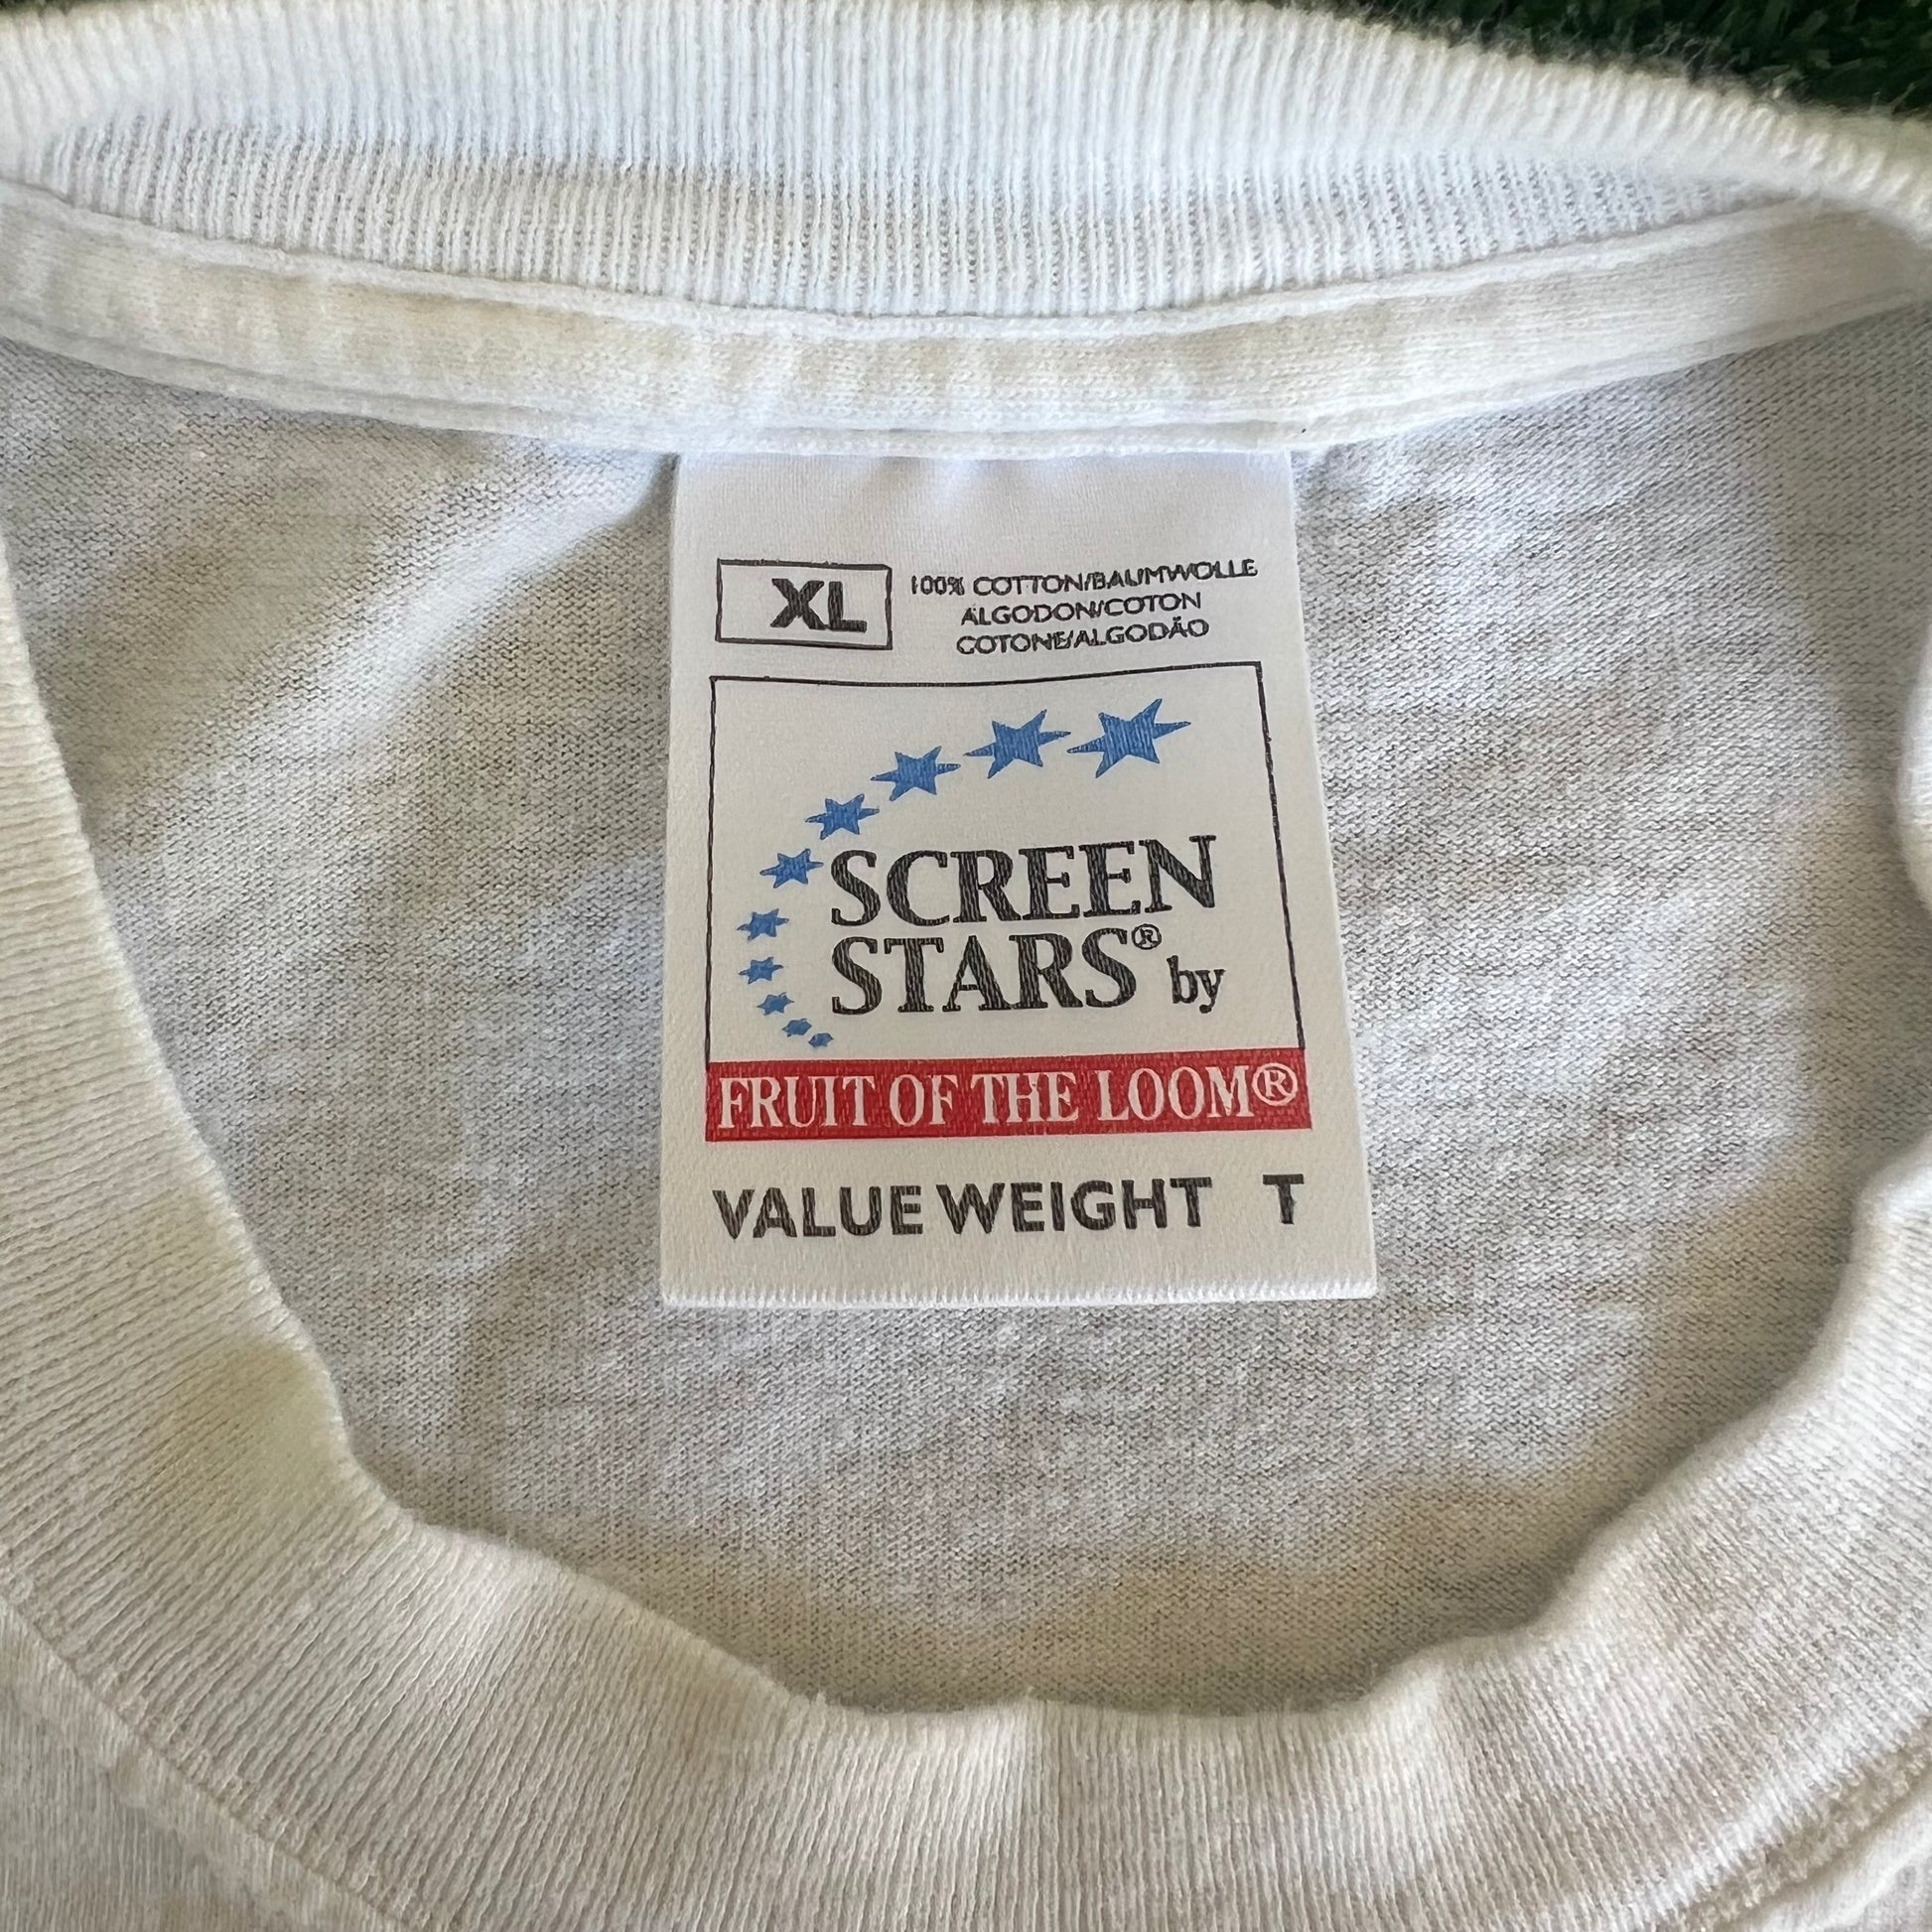 XL
100% COTTON/BAUMWOLLE
ALGODON/COTON
COTONE/ALGODÃO
SCREEN
STARS® by
FRUIT OF THE LOOM®
VALUE WEIGHT T